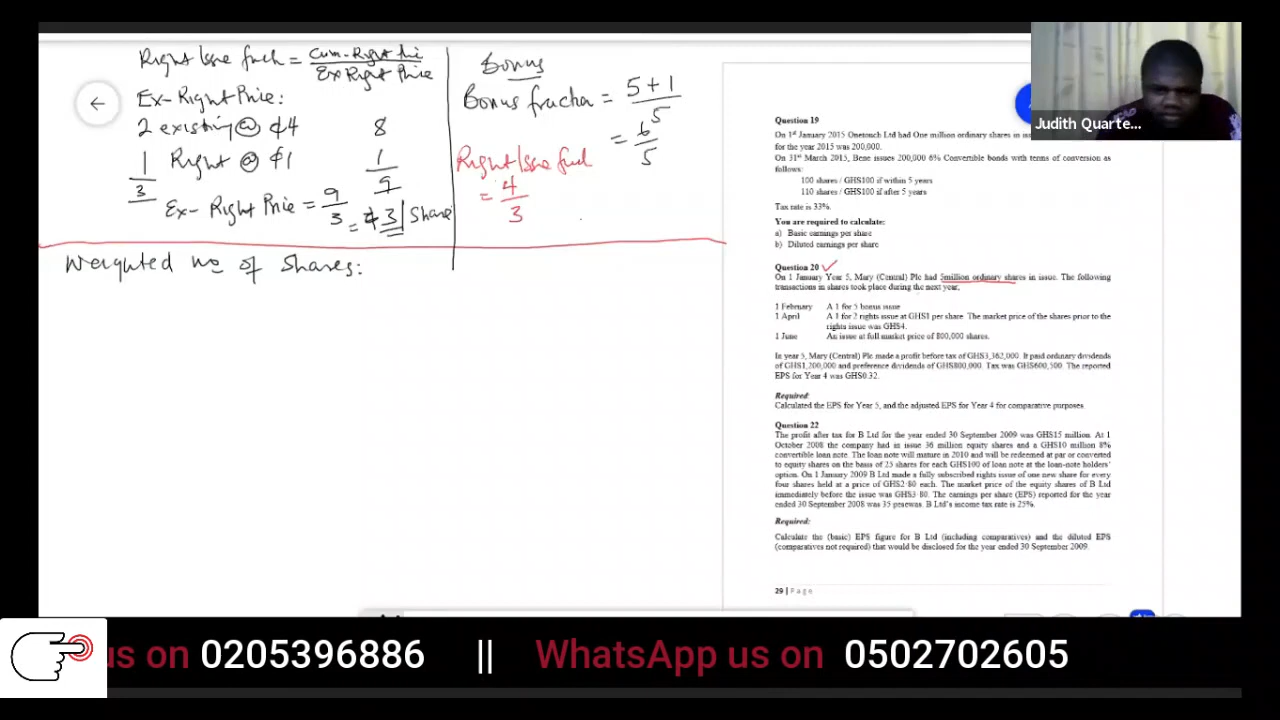 Right Issue fuck = Cum-Right Price
Ex Right Price
Ex-Right Price:
2 existing @ ¢4 8
1 Right @ ¢1 1
3 9
Ex-Right Price = 9
3 = ¢3 / Share
Bonus
Bonus fraction = 5 + 1
5
= 6
5
Right Issue
= 4
3
Weighted no of Shares:
Judith Quarte...
Question 19
On 1st January 2015 Onetouch Ltd had One million ordinary shares in
for the year 2015 was 200,000.
On 31st March 2015, Bene issues 200,000 6% Convertible bonds with terms of conversion as
follows:
100 shares / GHS100 if within 5 years
110 shares / GHS100 if after 5 years
Tax rate is 33%.
You are required to calculate:
a) Basic earnings per share
b) Diluted earnings per share
Question 20
On 1 January Year 5, Mary (Central) Plc had 5million ordinary shares in issue. The following
transactions in shares took place during the next year.
1 February A 1 for 5 bonus issue
1 April A 1 for 2 rights issue at GHS1 per share The market price of the shares prior to the
rights issue was GHS4.
1 June An issue at full market price of 800,000 shares.
In year 5, Mary (Central) Plc made a profit before tax of GHS3,362,000. It paid ordinary dividends
of GHS1,200,000 and preference dividends of GHS800,000. Tax was GHS600,500. The reported
EPS for Year 4 was GHS0.32.
Required:
Calculated the EPS for Year 5, and the adjusted EPS for Year 4 for comparative purposes
Question 22
The profit after tax for B Ltd for the year ended 30 September 2009 was GHS15 million. At 1
October 2008 the company had in issue 36 million equity shares and a GHS10 million 8%
convertible loan note. The loan note will mature in 2010 and will be redeemed at par or converted
to equity shares on the basis of 25 shares for each GHS100 of loan note at the loan-note holders'
option. On 1 January 2009 B Ltd made a fully subscribed rights issue of one new share for every
four shares held at a price of GHS2·80 each. The market price of the equity shares of B Ltd
immediately before the issue was GHS3·80. The earnings per share (EPS) reported for the year
ended 30 September 2008 was 35 pesewas. B Ltd's income tax rate is 25%.
Required:
Calculate the (basic) EPS figure for B Ltd (including comparatives) and the diluted EPS
(comparatives not required) that would be disclosed for the year ended 30 September 2009.
29 | Page
us on 0205396886 || WhatsApp us on 0502702605